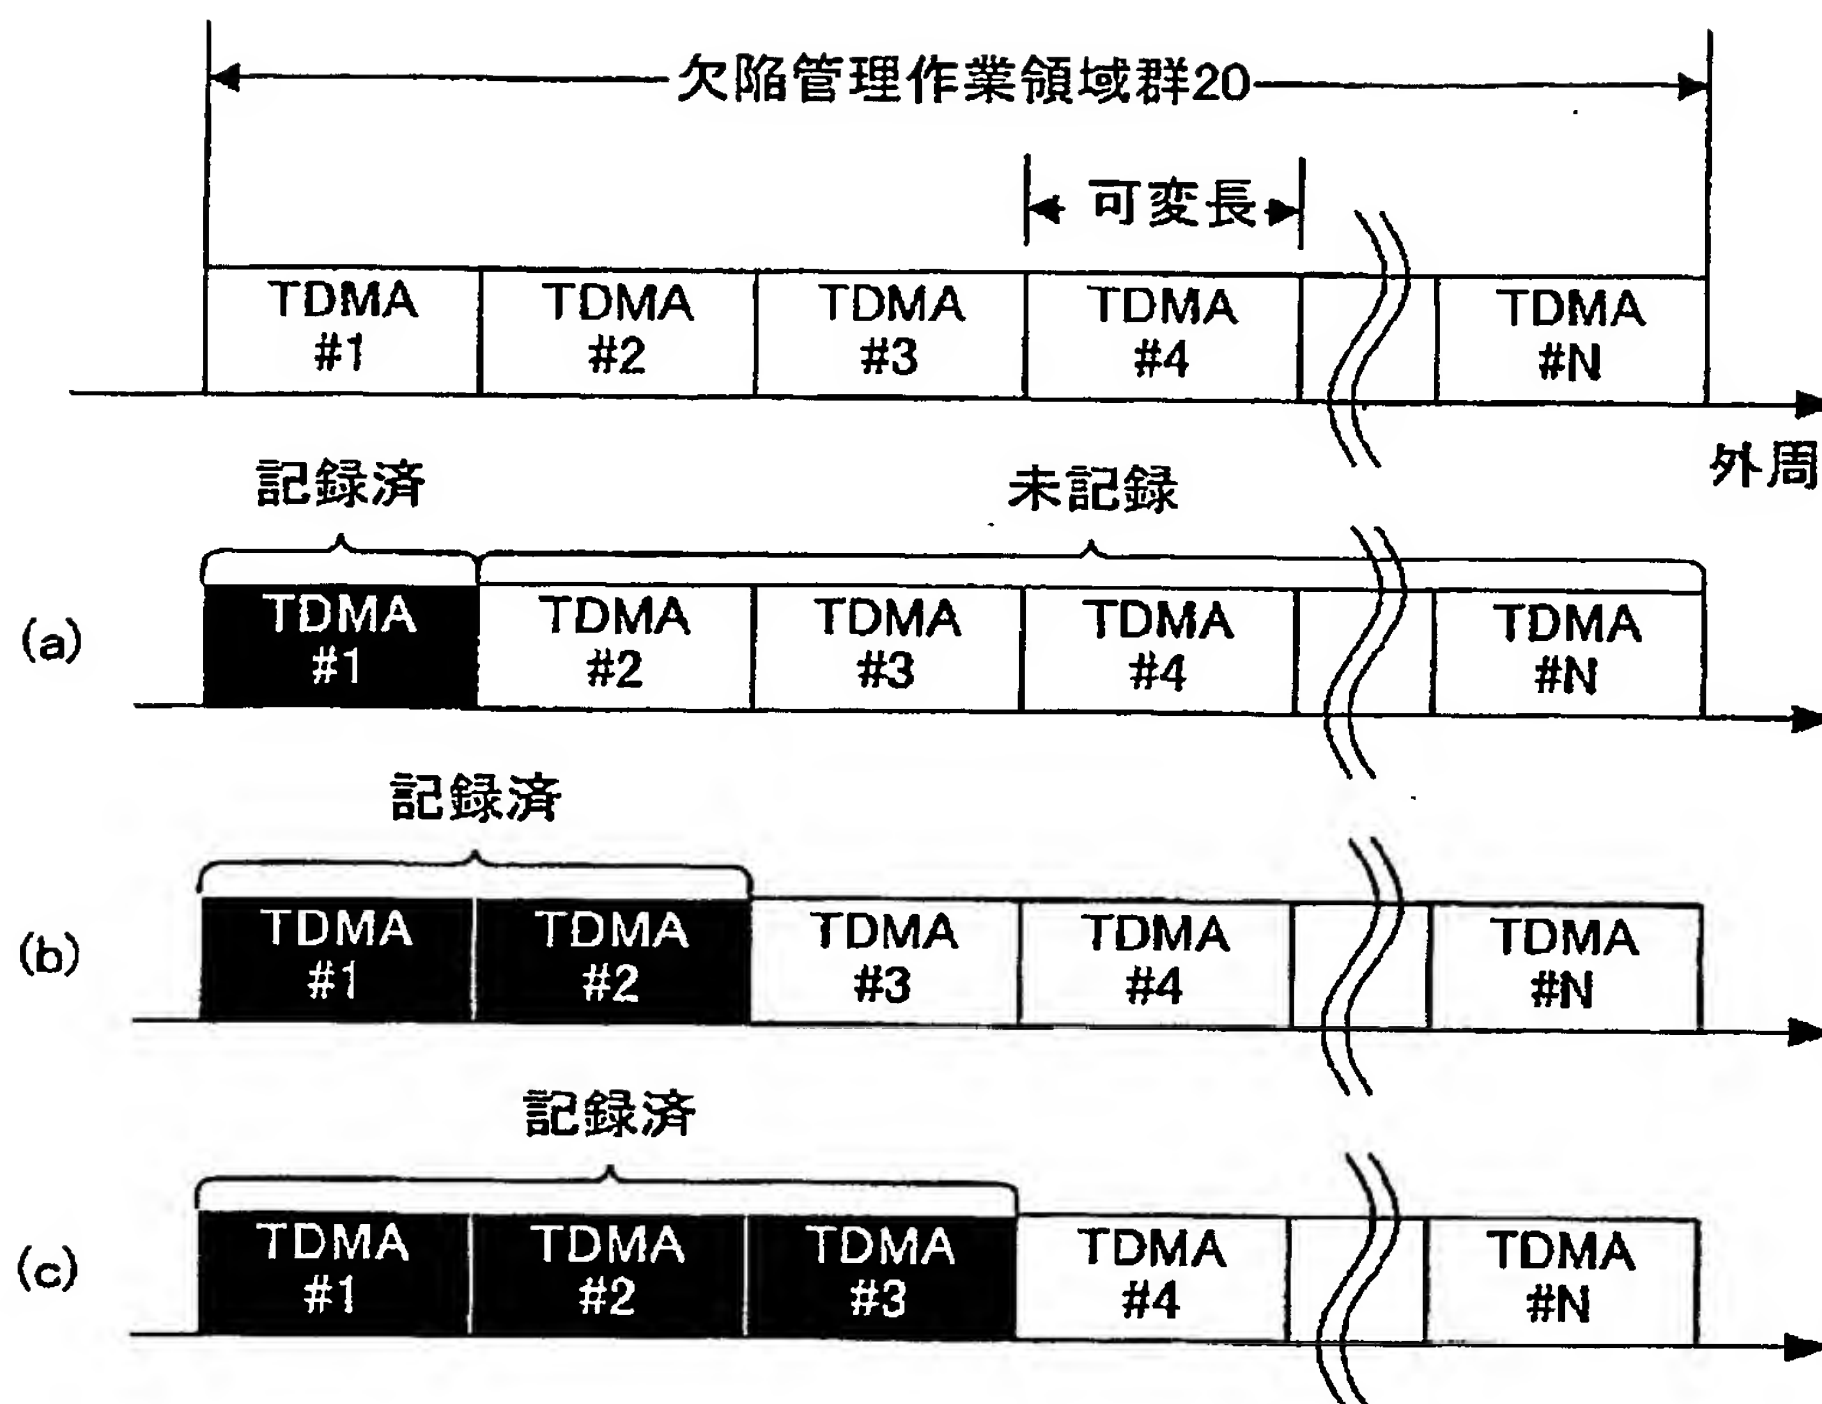 欠陥管理作業領域群20
可変長
TDMA #1 TDMA #2 TDMA #3 TDMA #4 TDMA #N
外周
記録済 未記録
(a) TDMA #1 TDMA #2 TDMA #3 TDMA #4 TDMA #N
記録済
(b) TDMA #1 TDMA #2 TDMA #3 TDMA #4 TDMA #N
記録済
(c) TDMA #1 TDMA #2 TDMA #3 TDMA #4 TDMA #N